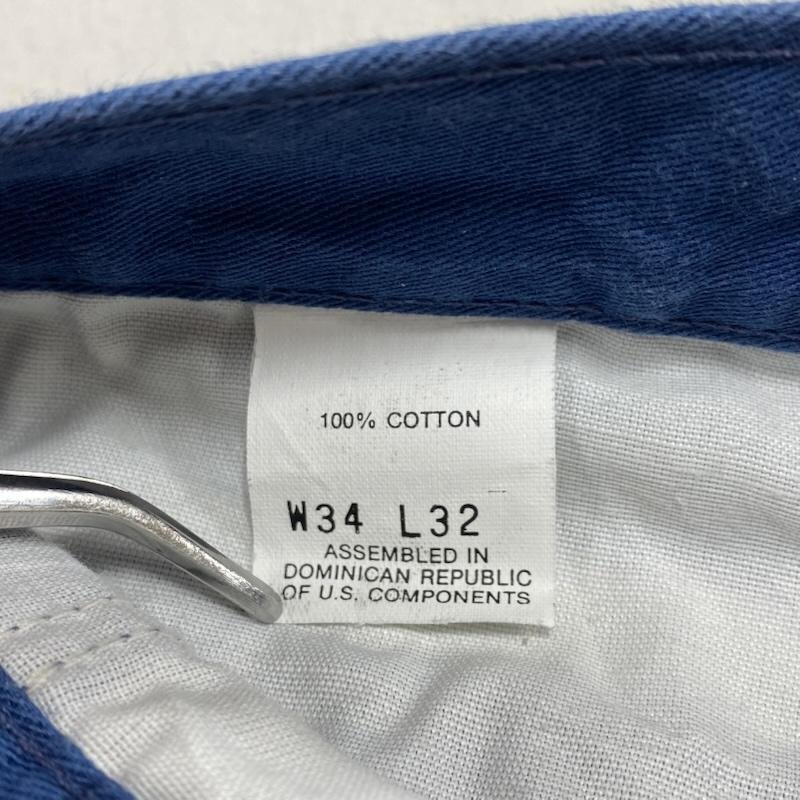 100% COTTON
W34 L32
ASSEMBLED IN
DOMINICAN REPUBLIC
OF U.S. COMPONENTS